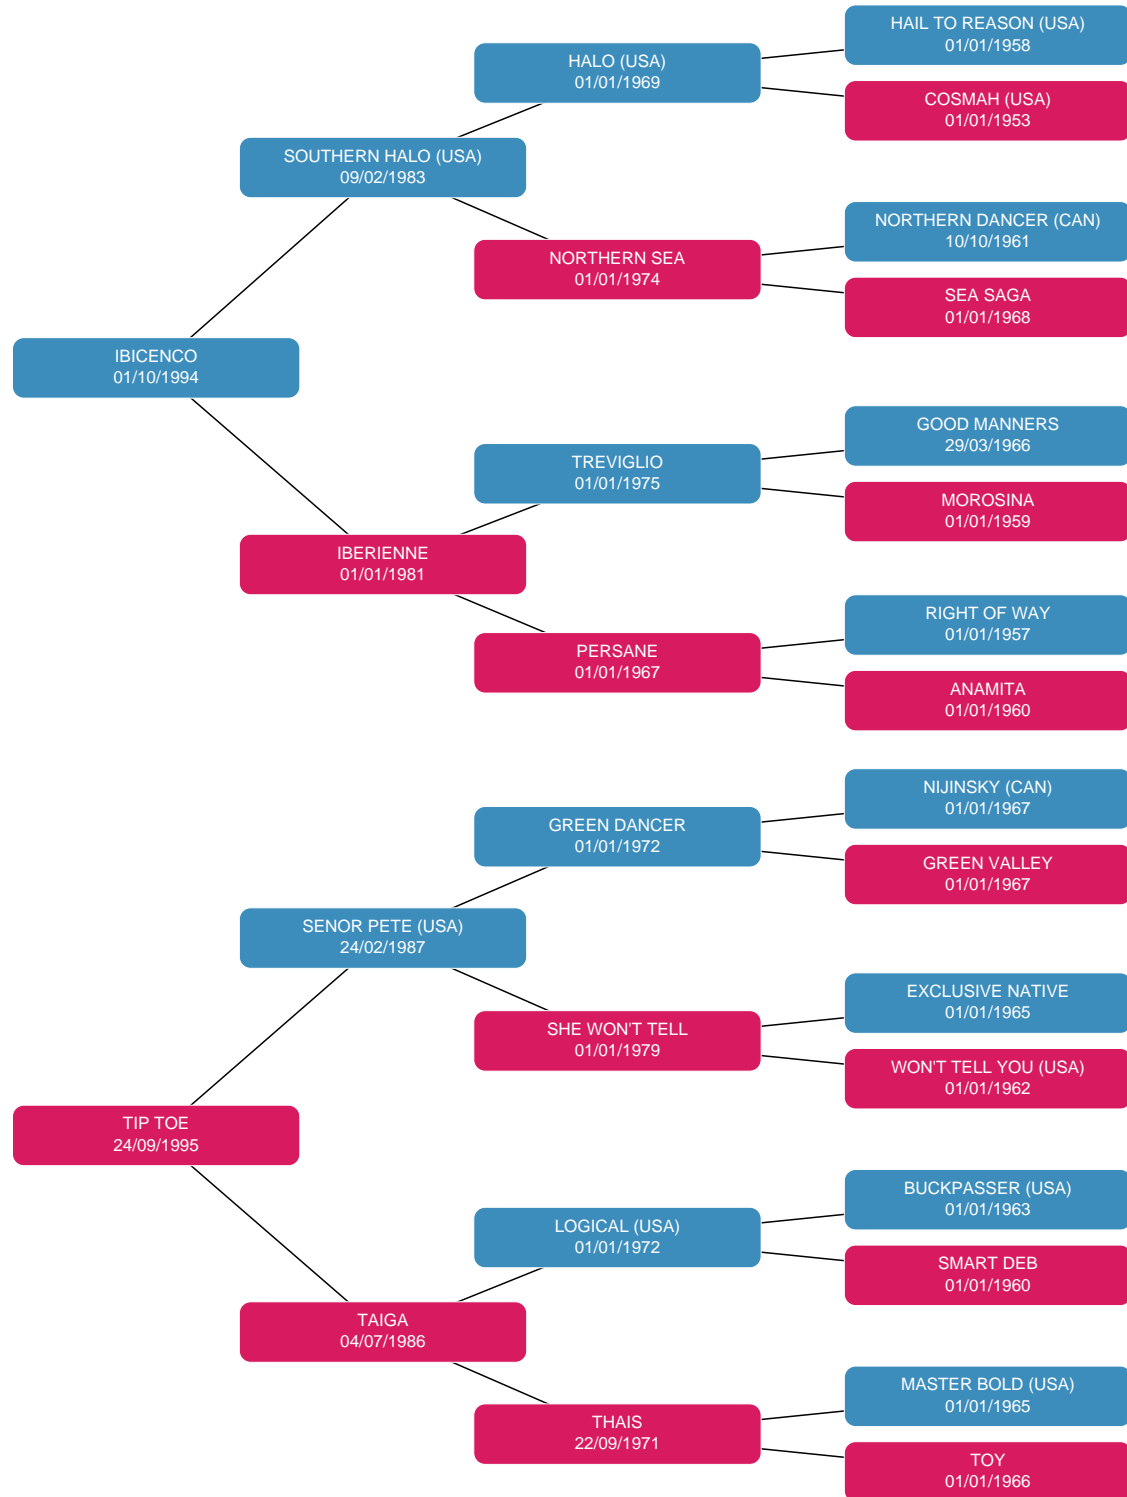 HAIL TO REASON (USA)
01/01/1958
HALO (USA)
01/01/1969
COSMAH (USA)
01/01/1953
SOUTHERN HALO (USA)
09/02/1983
NORTHERN DANCER (CAN)
10/10/1961
NORTHERN SEA
01/01/1974
SEA SAGA
01/01/1968
IBICENCO
01/10/1994
GOOD MANNERS
29/03/1966
TREVIGLIO
01/01/1975
MOROSINA
01/01/1959
IBERIENNE
01/01/1981
RIGHT OF WAY
01/01/1957
PERSANE
01/01/1967
ANAMITA
01/01/1960
NIJINSKY (CAN)
01/01/1967
GREEN DANCER
01/01/1972
GREEN VALLEY
01/01/1967
SENOR PETE (USA)
24/02/1987
EXCLUSIVE NATIVE
01/01/1965
SHE WON'T TELL
01/01/1979
WON'T TELL YOU (USA)
01/01/1962
TIP TOE
24/09/1995
BUCKPASSER (USA)
01/01/1963
LOGICAL (USA)
01/01/1972
SMART DEB
01/01/1960
TAIGA
04/07/1986
MASTER BOLD (USA)
01/01/1965
THAIS
22/09/1971
TOY
01/01/1966